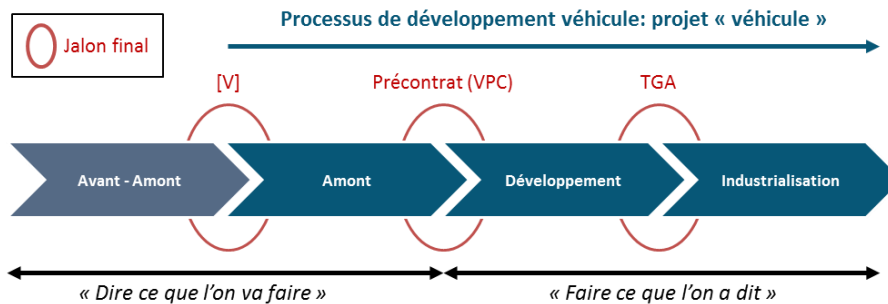 Processus de développement véhicule: projet « véhicule »
Jalon final
[V]
Précontrat (VPC)
TGA
Avant - Amont
Amont
Développement
Industrialisation
« Dire ce que l’on va faire »
« Faire ce que l’on a dit »